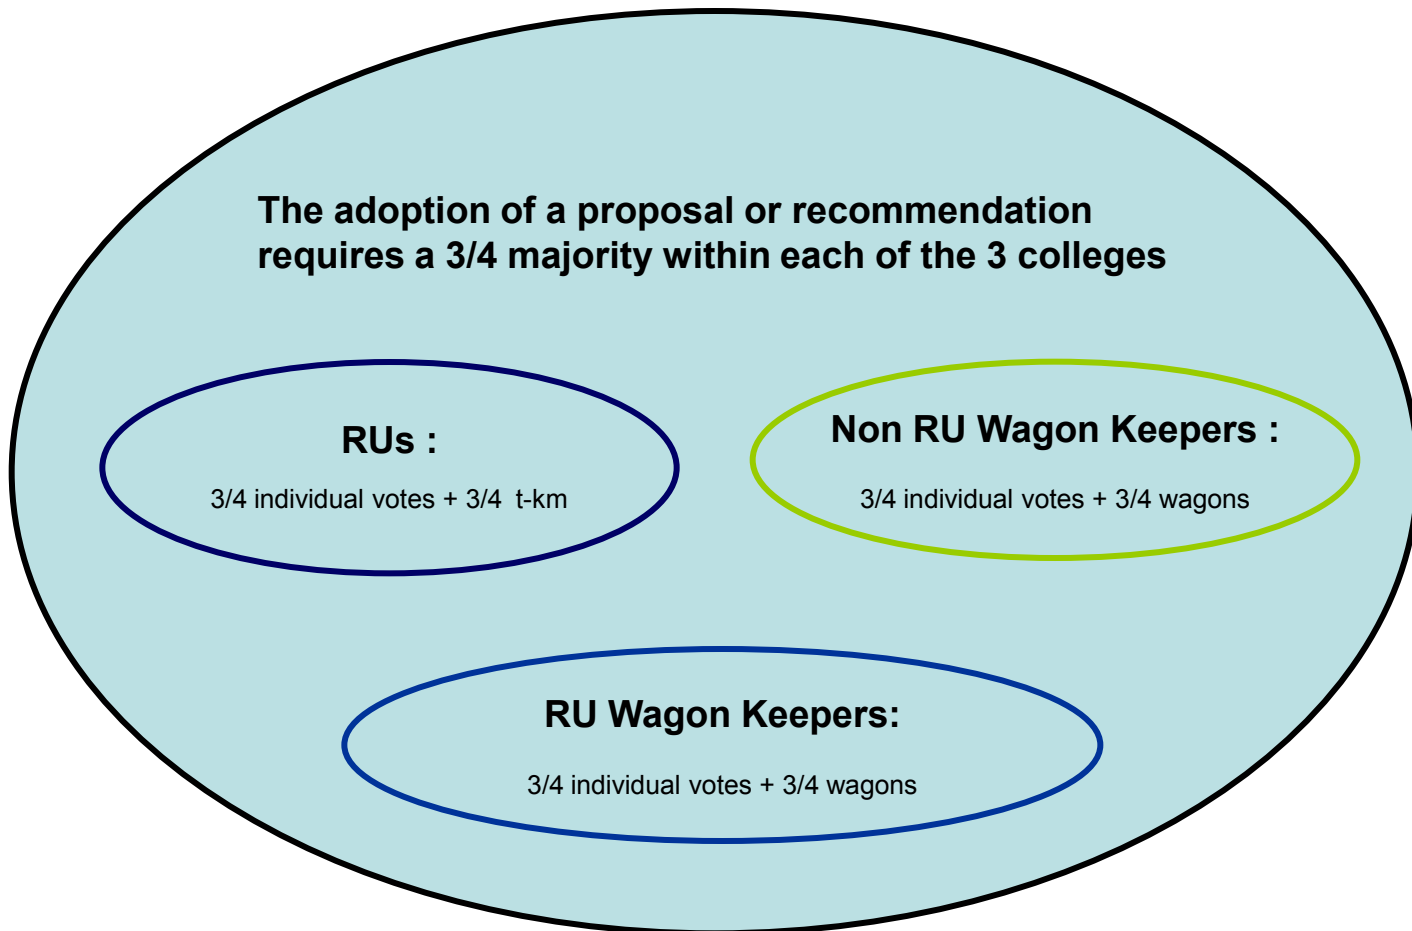 The adoption of a proposal or recommendation
requires a 3/4 majority within each of the 3 colleges
RUs :
3/4 individual votes + 3/4  t-km
Non RU Wagon Keepers :
3/4 individual votes + 3/4 wagons
RU Wagon Keepers:
3/4 individual votes + 3/4 wagons